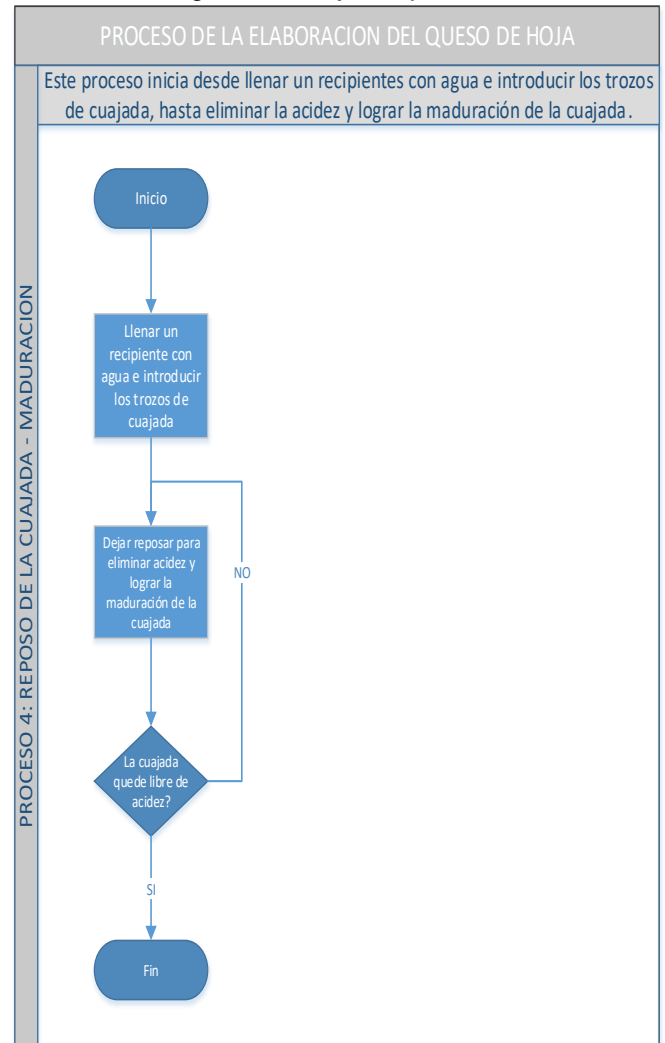 PROCESO DE LA ELABORACION DEL QUESO DE HOJA
Este proceso inicia desde llenar un recipientes con agua e introducir los trozos
de cuajada, hasta eliminar la acidez y lograr la maduración de la cuajada.
PROCESO 4: REPOSO DE LA CUAJADA - MADURACION
Inicio
Llenar un
recipiente con
agua e introducir
los trozos de
cuajada
Dejar reposar para
eliminar acidez y
lograr la
maduración de la
cuajada
NO
La cuajada
quede libre de
acidez?
SI
Fin